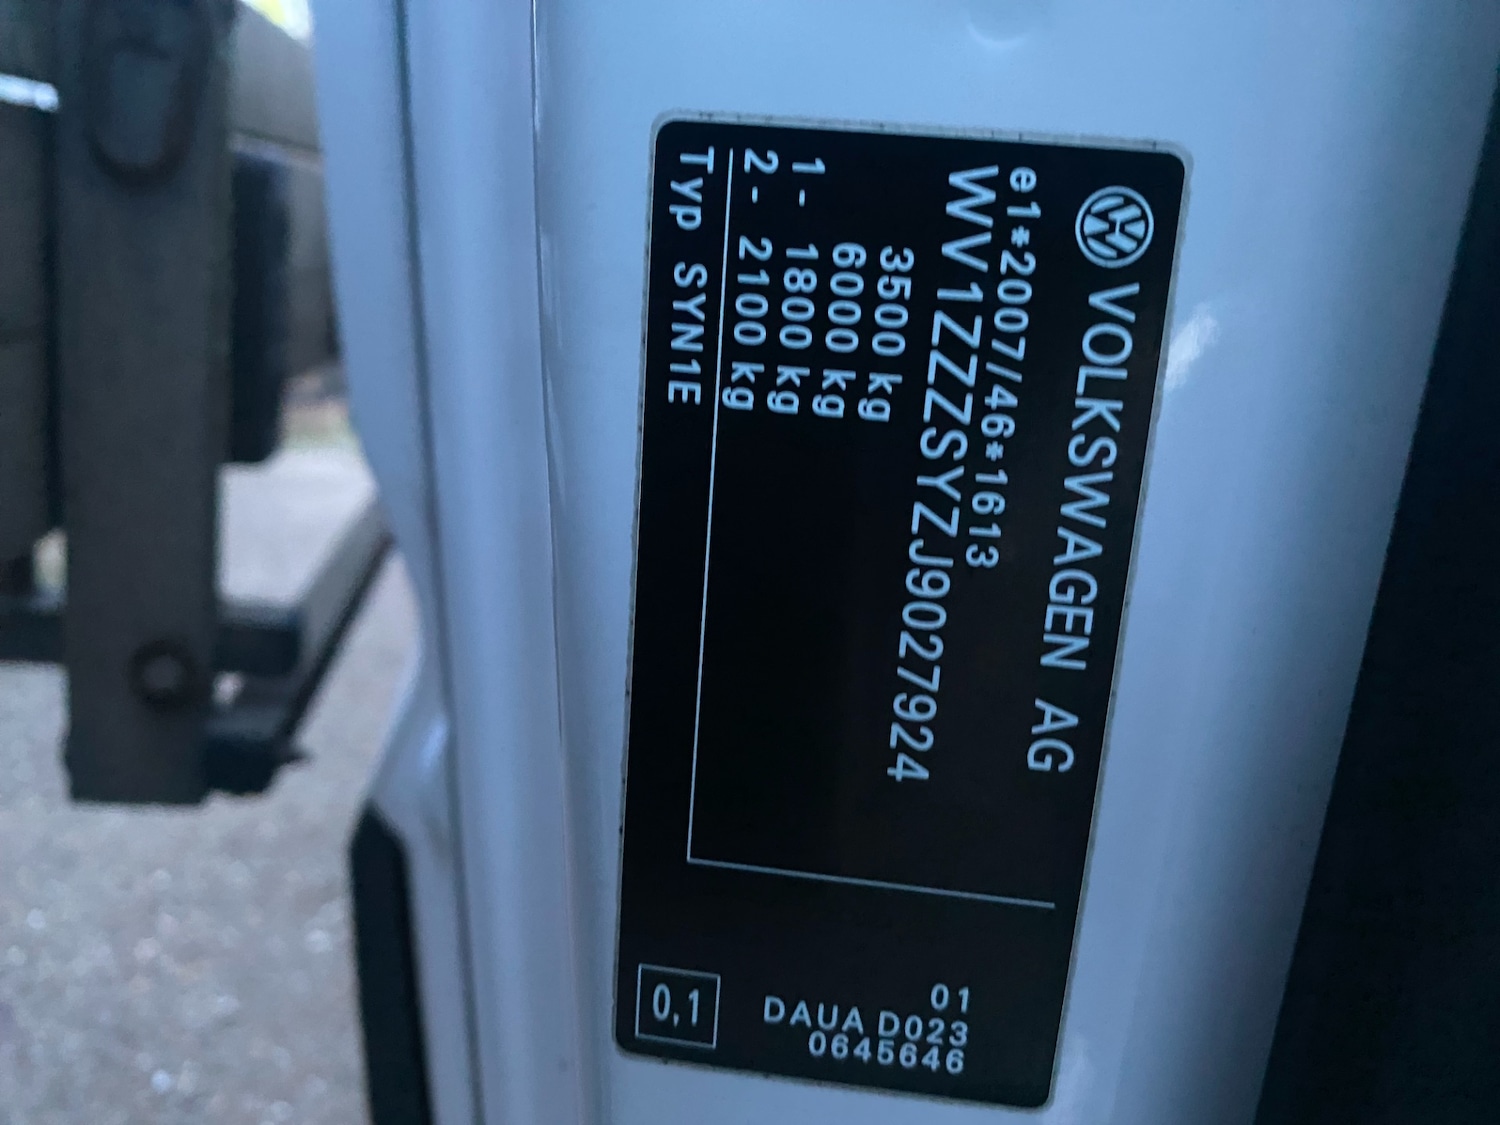 VOLKSWAGEN AG
e1*2007/46*1613
WV1ZZZSYZJ9027924
3500 kg
6000 kg
1- 1800 kg
2- 2100 kg
Typ SYN1E
01
DAUA D023
0645646
0,1